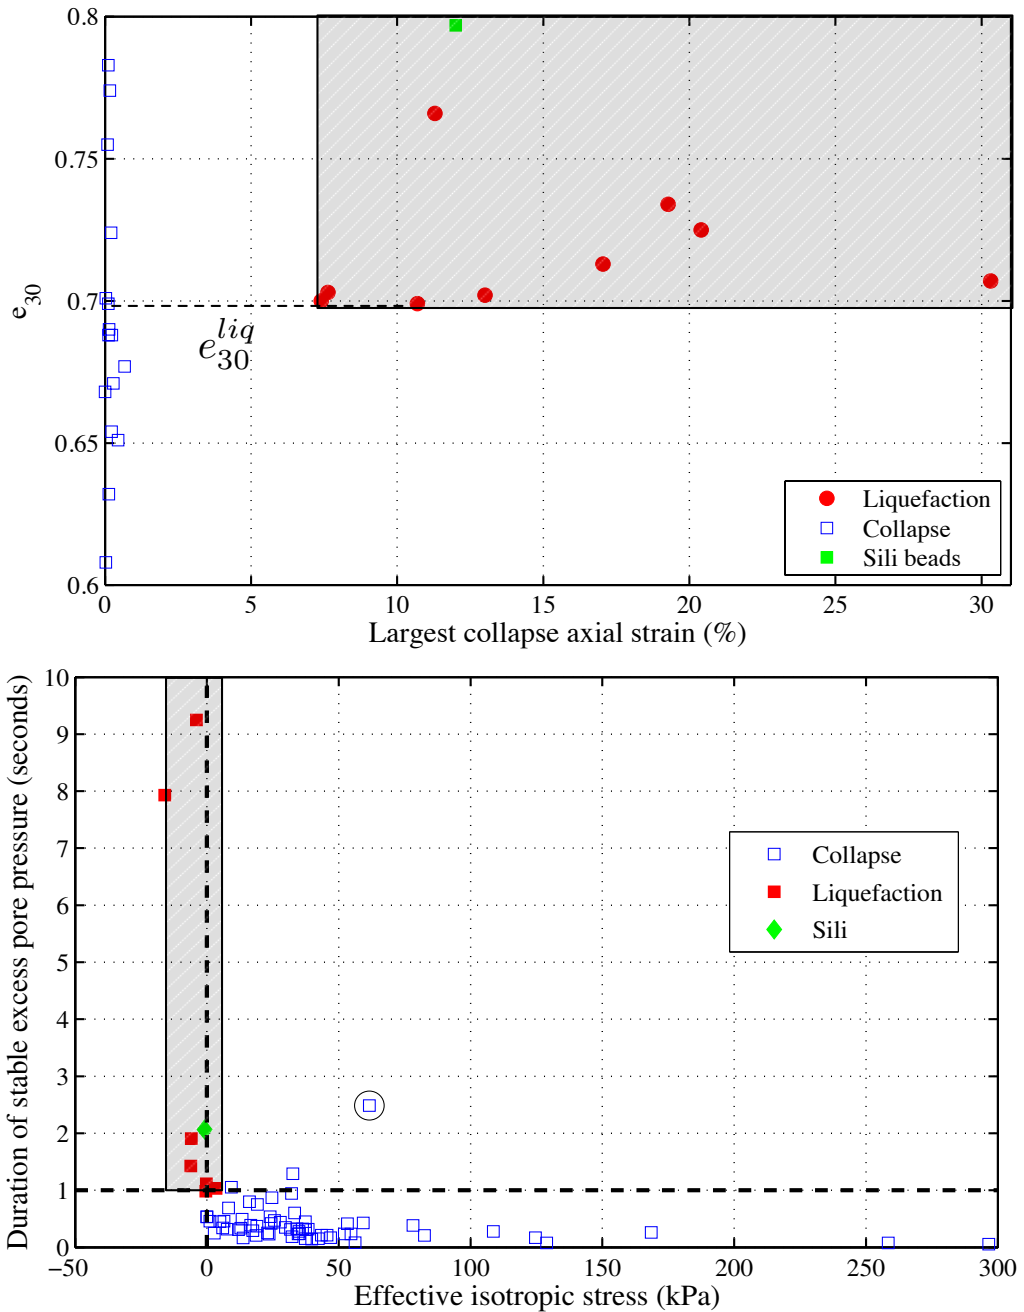 0.8
0.75
0.7
0.65
0.6
e30
e30^liq
Liquefaction
Collapse
Sili beads
0 5 10 15 20 25 30
Largest collapse axial strain (%)
Duration of stable excess pore pressure (seconds)
10
9
8
7
6
5
4
3
2
1
0
Collapse
Liquefaction
Sili
−50 0 50 100 150 200 250 300
Effective isotropic stress (kPa)